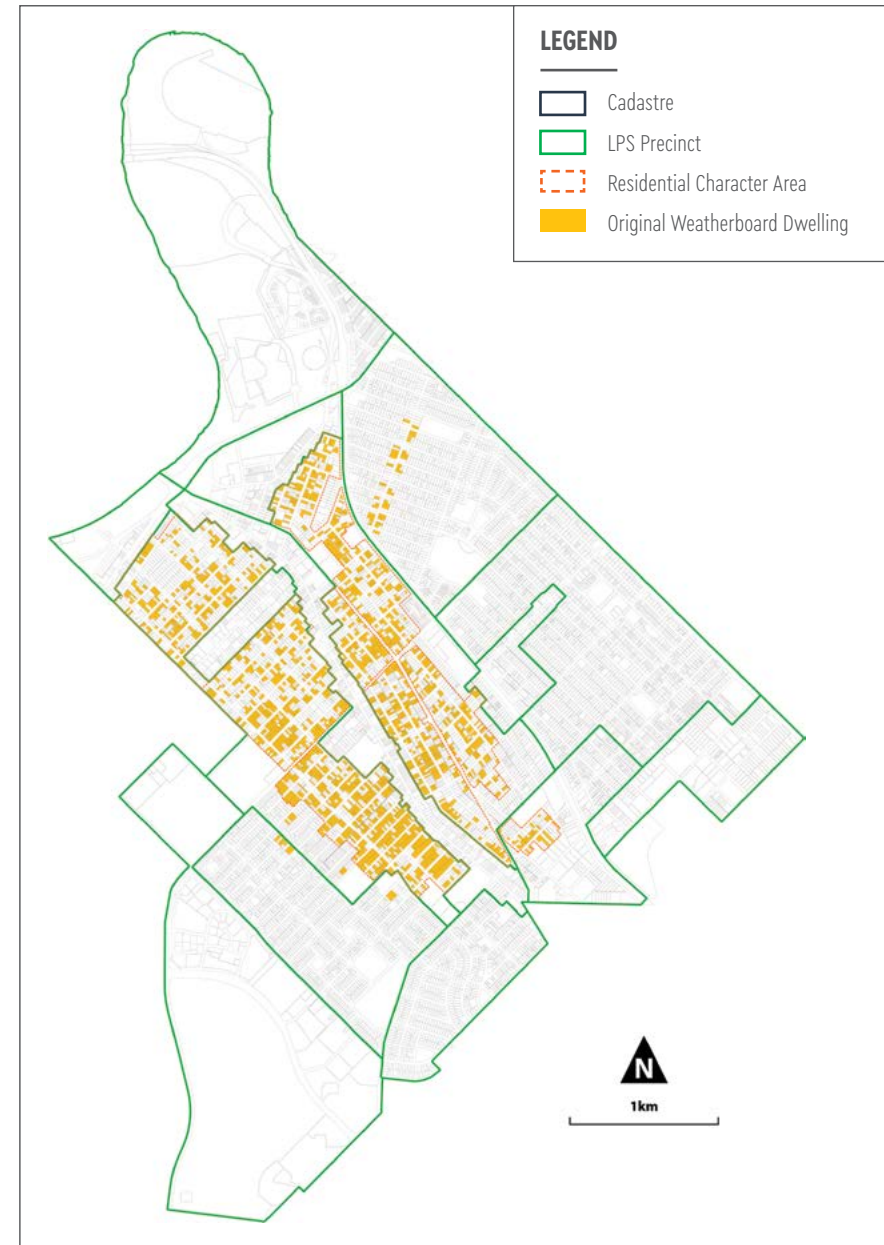 LEGEND
Cadastre
LPS Precinct
Residential Character Area
Original Weatherboard Dwelling
N
1km